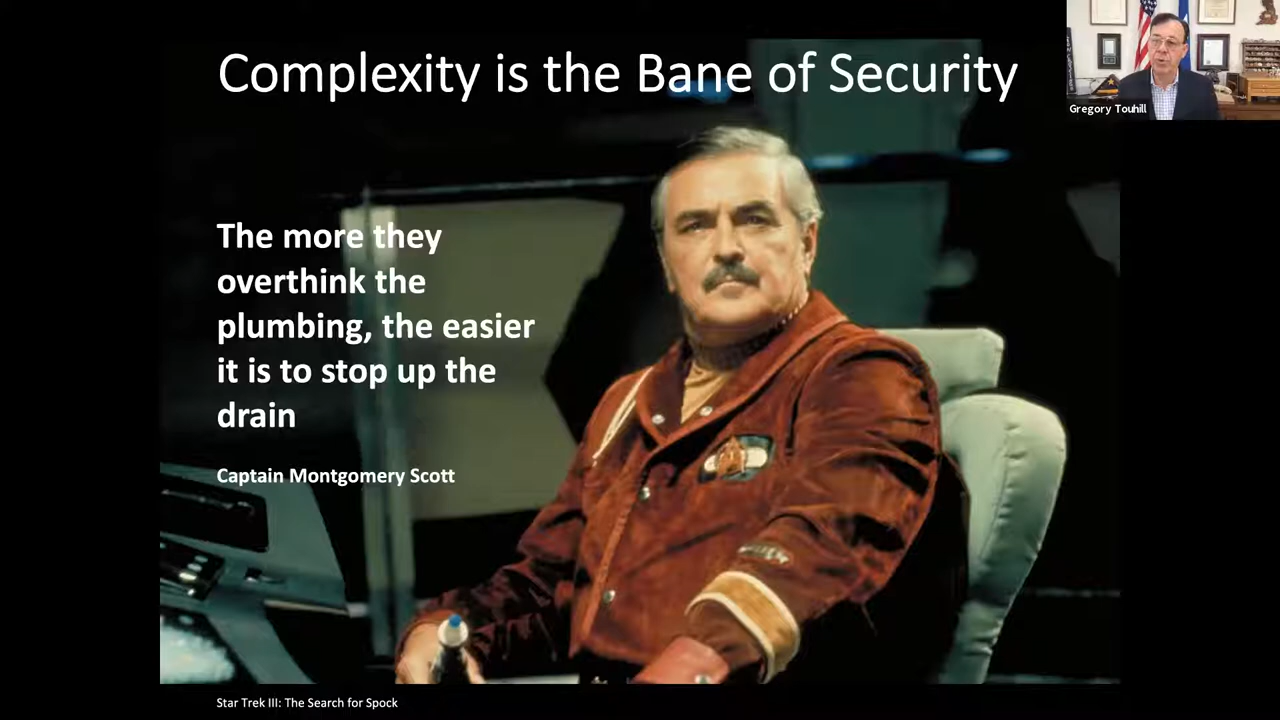 Complexity is the Bane of Security
Gregory Touhill
The more they
overthink the
plumbing, the easier
it is to stop up the
drain
Captain Montgomery Scott
Star Trek III: The Search for Spock